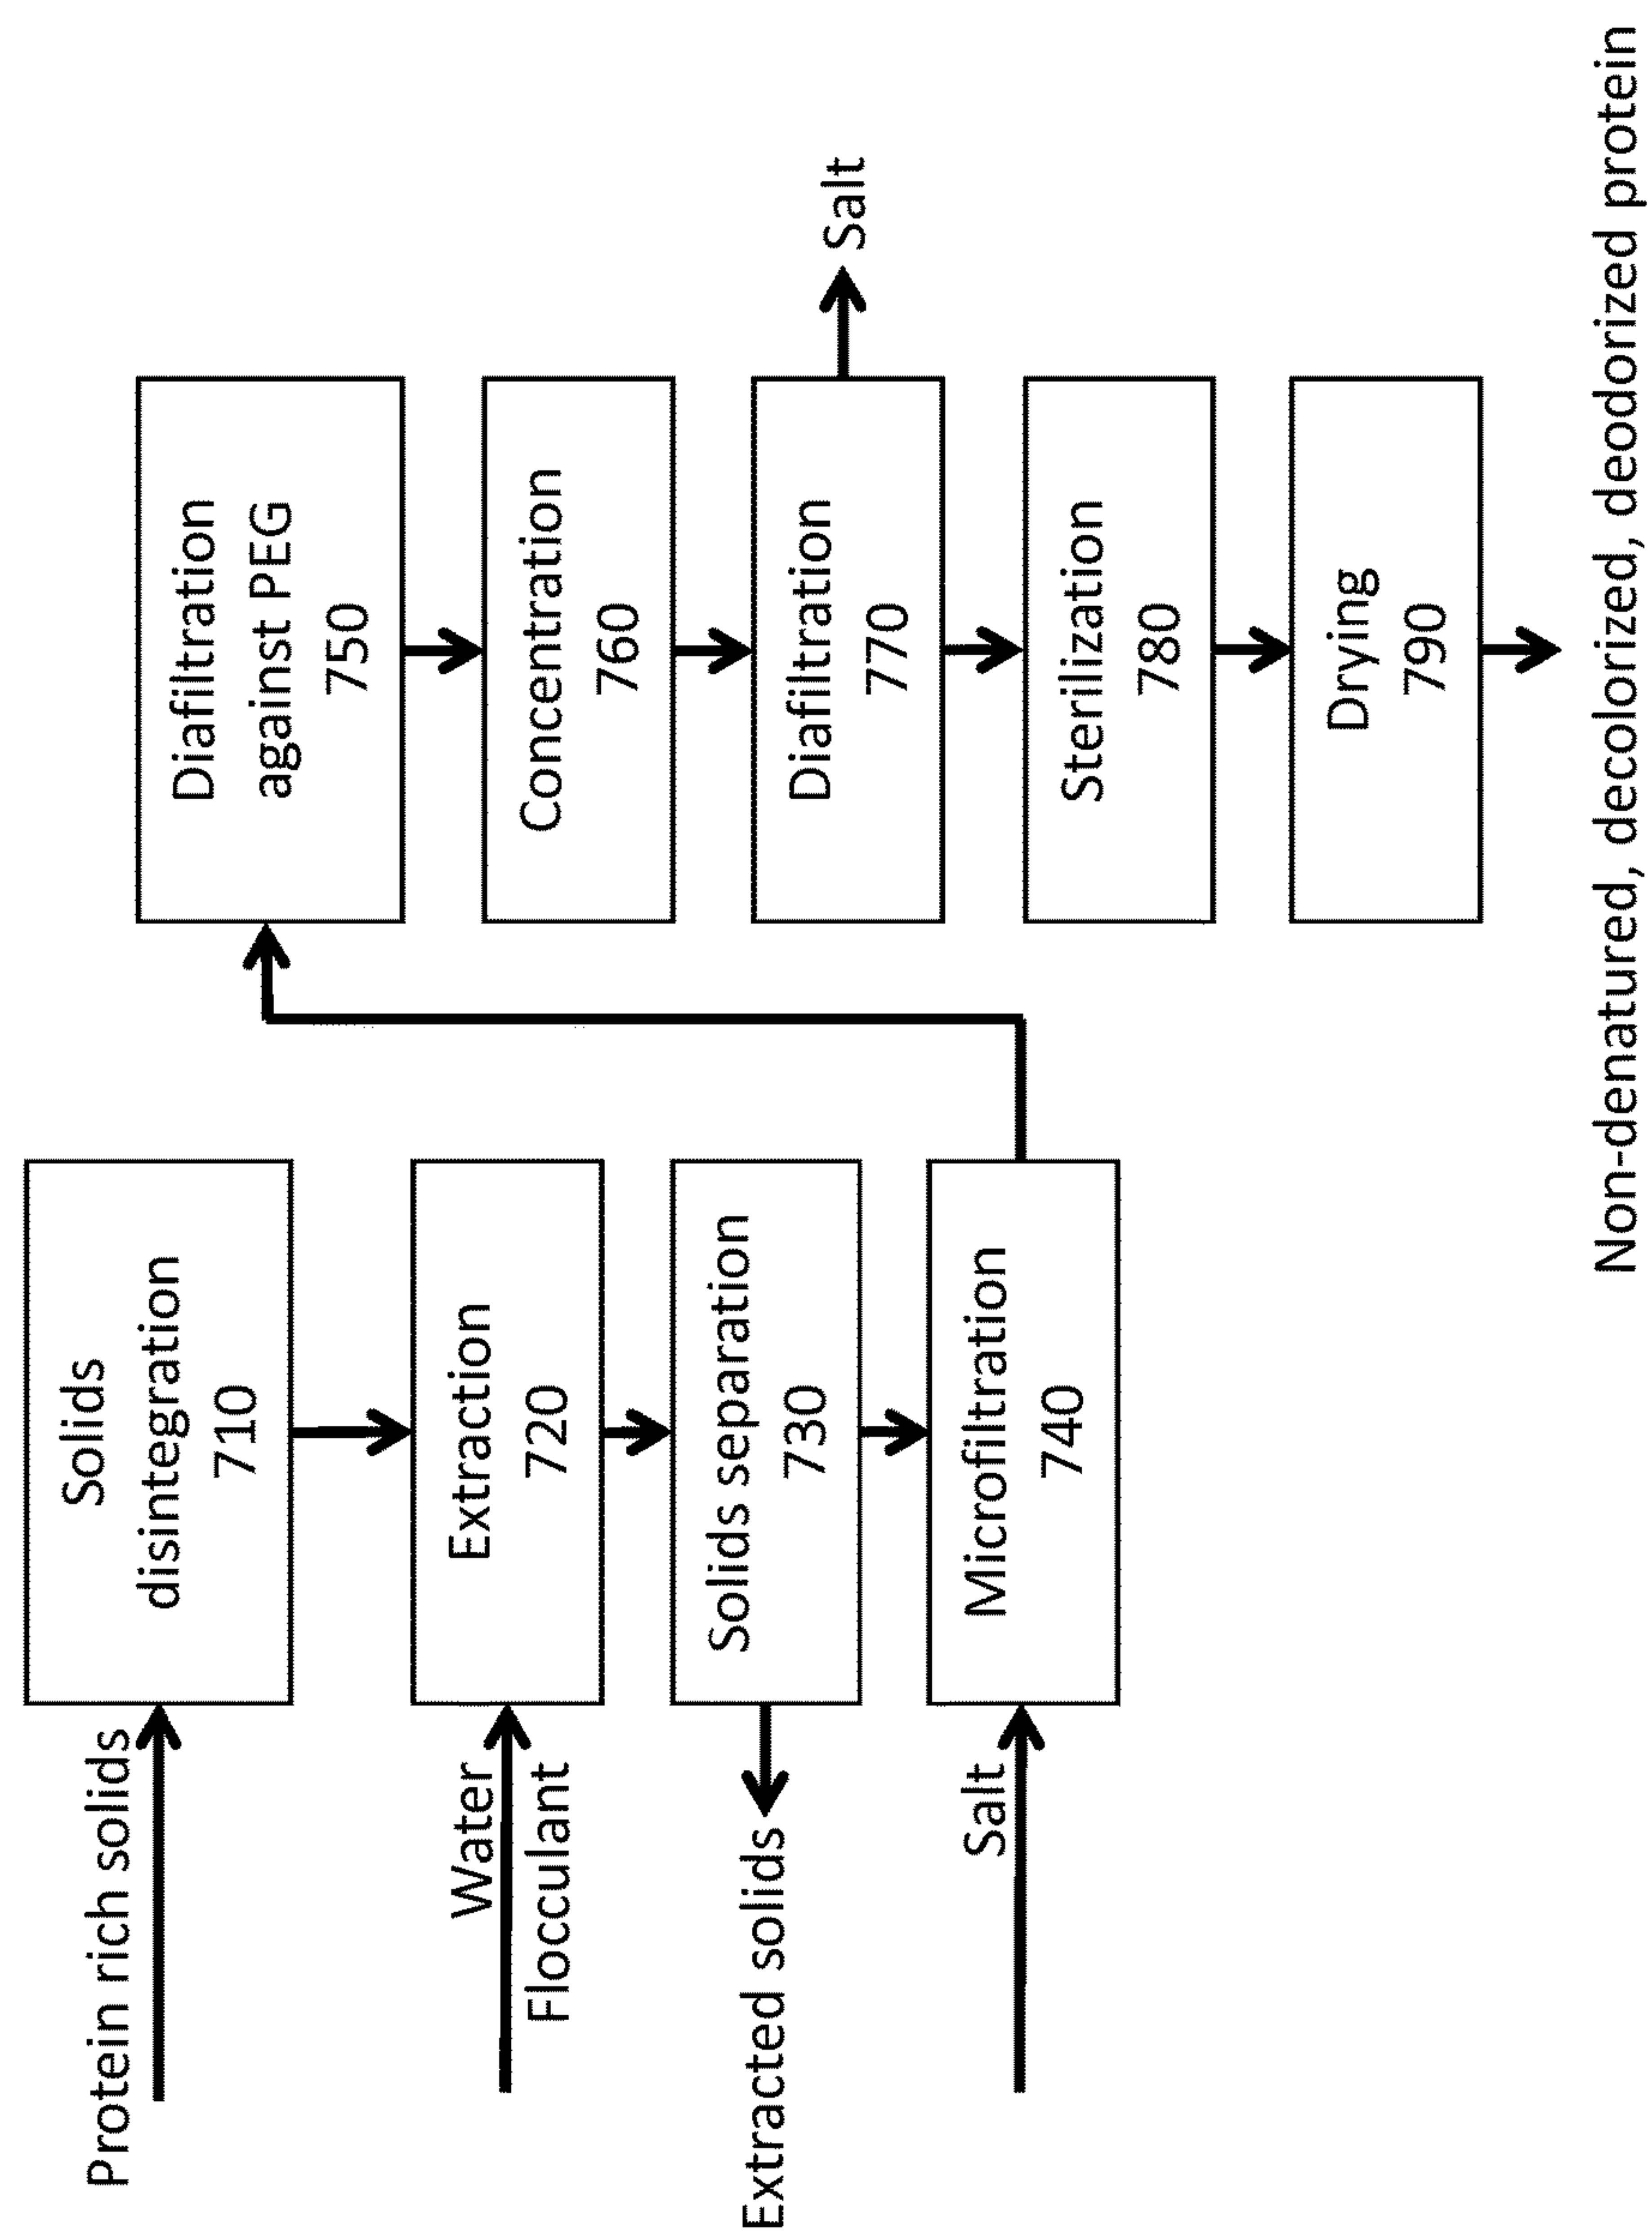 Protein rich solids
Solids
disintegration
710
Water
Flocculant
Extraction
720
Extracted solids
Solids separation
730
Salt
Microfiltration
740
Diafiltration
against PEG
750
Concentration
760
Diafiltration
770
Salt
Sterilization
780
Drying
790
Non-denatured, decolorized, deodorized protein